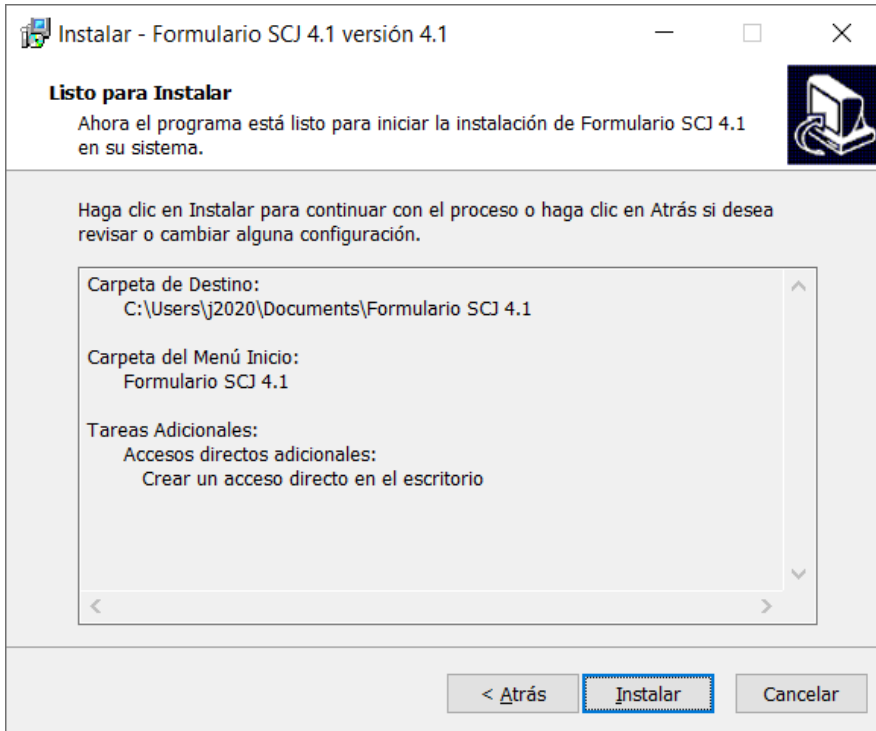 Instalar - Formulario SCJ 4.1 versión 4.1
Listo para Instalar
Ahora el programa está listo para iniciar la instalación de Formulario SCJ 4.1
en su sistema.
Haga clic en Instalar para continuar con el proceso o haga clic en Atrás si desea
revisar o cambiar alguna configuración.
Carpeta de Destino:
C:\Users\j2020\Documents\Formulario SCJ 4.1
Carpeta del Menú Inicio:
Formulario SCJ 4.1
Tareas Adicionales:
Accesos directos adicionales:
Crear un acceso directo en el escritorio
< Atrás
Instalar
Cancelar